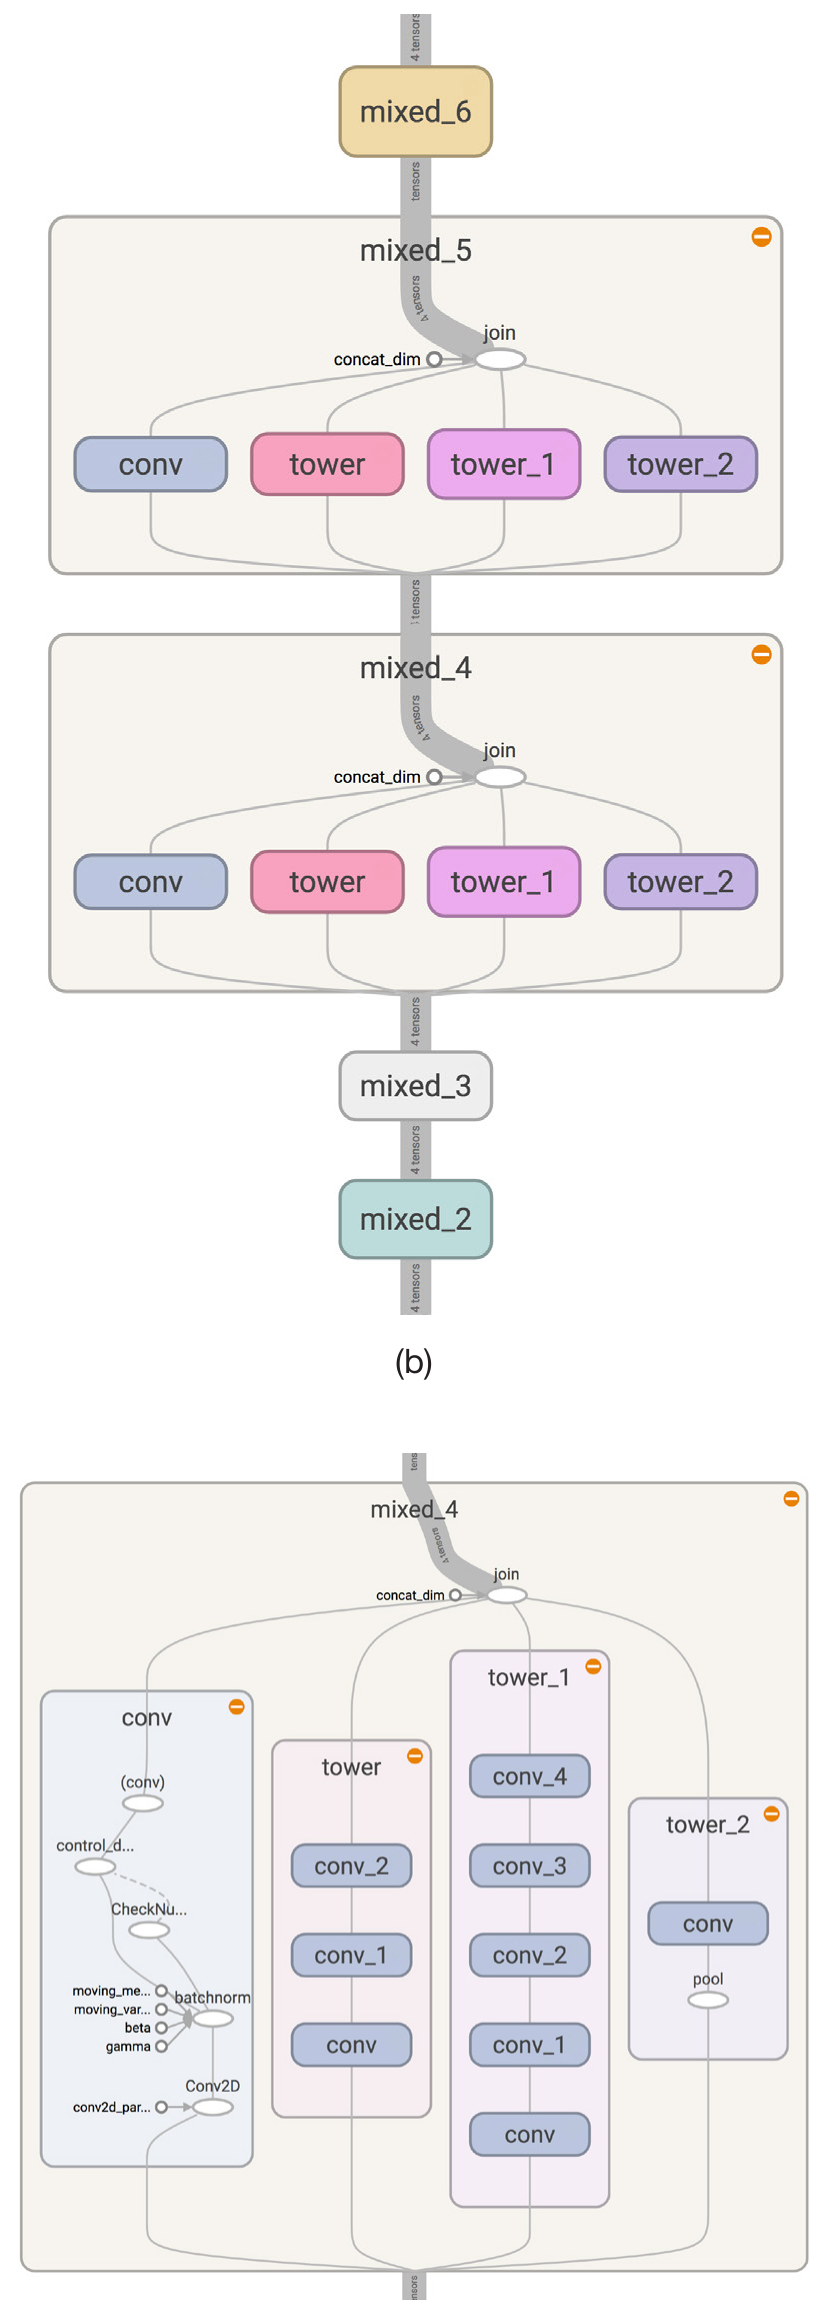 4 tensors
mixed_6
tensors
mixed_5
4 tensors
join
concat_dim
conv tower tower_1 tower_2
tensors
mixed_4
4 tensors
join
concat_dim
conv tower tower_1 tower_2
4 tensors
mixed_3
4 tensors
mixed_2
4 tensors
(b)
mixed_4
4 tensors
join
concat_dim
tower_1
conv
tower
conv_4
(conv)
tower_2
control_d...
conv_2
conv_3
CheckNu...
conv
conv_1
conv_2
pool
moving_me...
batchnorm
moving_var...
beta
gamma
conv
conv_1
Conv2D
conv2d_par...
conv